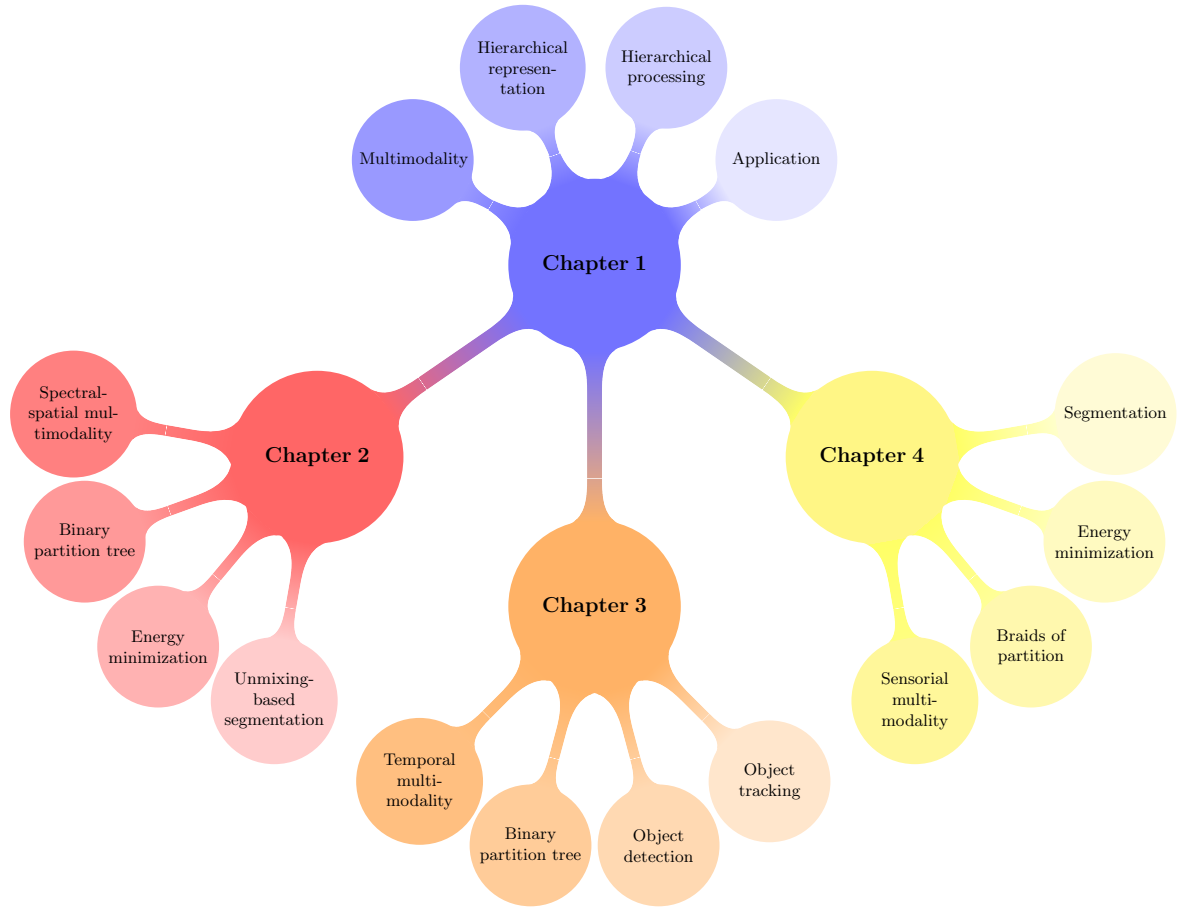 Hierarchical
represen-
tation
Hierarchical
processing
Multimodality
Application
Chapter 1
Spectral-
spatial mul-
timodality
Binary
partition tree
Energy
minimization
Unmixing-
based
segmentation
Chapter 2
Chapter 4
Segmentation
Energy
minimization
Braids of
partition
Sensorial
multi-
modality
Chapter 3
Temporal
multi-
modality
Binary
partition tree
Object
detection
Object
tracking